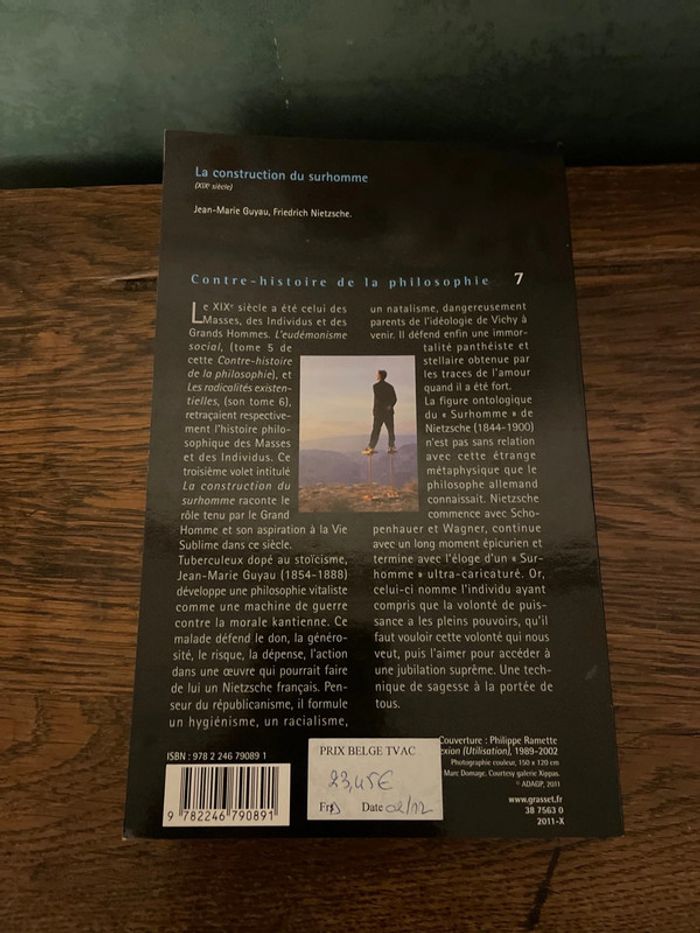 La construction du surhomme
(XIXe siècle)
Jean-Marie Guyau, Friedrich Nietzsche.
Contre-histoire de la philosophie 7
Le XIXe siècle a été celui des
Masses, des Individus et des
Grands Hommes. L'eudémonisme
social, (tome 5 de
cette Contre-histoire
de la philosophie), et
Les radicalités existen-
tielles, (son tome 6),
retraçaient respective-
ment l'histoire philo-
sophique des Masses
et des Individus. Ce
troisième volet intitulé
La construction du
surhomme raconte le
rôle tenu par le Grand
Homme et son aspiration à la Vie
Sublime dans ce siècle.
Tuberculeux dopé au stoïcisme,
Jean-Marie Guyau (1854-1888)
développe une philosophie vitaliste
comme une machine de guerre
contre la morale kantienne. Ce
malade défend le don, la généro-
sité, le risque, la dépense, l'action
dans une œuvre qui pourrait faire
de lui un Nietzsche français. Pen-
seur du républicanisme, il formule
un hygiénisme, un racialisme,
un natalisme, dangereusement
parents de l'idéologie de Vichy à
venir. Il défend enfin une immor-
talité panthéiste et
stellaire obtenue par
les traces de l'amour
quand il a été fort.
La figure ontologique
du « Surhomme » de
Nietzsche (1844-1900)
n'est pas sans relation
avec cette étrange
métaphysique que le
philosophe allemand
connaissait. Nietzsche
commence avec Scho-
penhauer et Wagner, continue
avec un long moment épicurien et
termine avec l'éloge d'un « Sur-
homme » ultra-caricaturé. Or,
celui-ci nomme l'individu ayant
compris que la volonté de puis-
sance a les pleins pouvoirs, qu'il
faut vouloir cette volonté qui nous
veut, puis l'aimer pour accéder à
une jubilation suprême. Une tech-
nique de sagesse à la portée de
tous.
ISBN : 978 2 246 79089 1
9 782246 790891
PRIX BELGE TVAC
23,45€
Date 02/12
Couverture : Philippe Ramette
exion (Utilisation), 1989-2002
Photographie couleur, 150 x 120 cm
Marc Domage. Courtesy galerie Xippas.
© ADAGP, 2011
www.grasset.fr
38 7563 0
2011-X